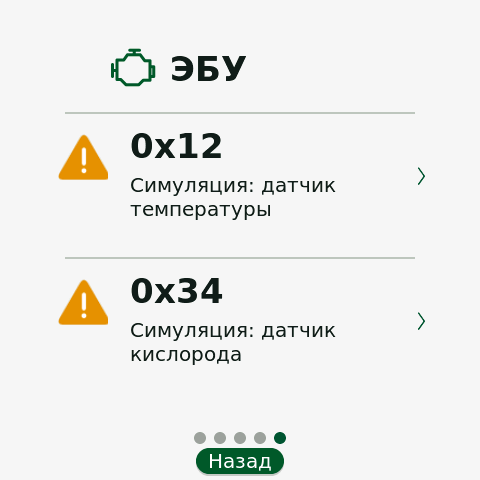 ЭБУ
0x12
Симуляция: датчик
температуры
0x34
Симуляция: датчик
кислорода
Назад